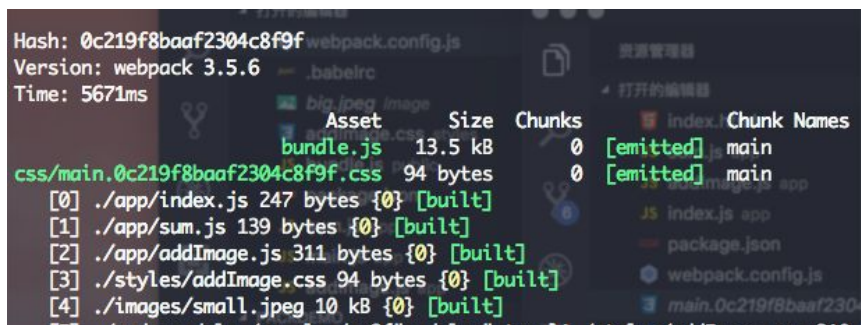 Hash: 0c219f8baaf2304c8f9f
Version: webpack 3.5.6
Time: 5671ms
Asset Size Chunks Chunk Names
bundle.js 13.5 kB 0 [emitted] main
css/main.0c219f8baaf2304c8f9f.css 94 bytes 0 [emitted] main
[0] ./app/index.js 247 bytes {0} [built]
[1] ./app/sum.js 139 bytes {0} [built]
[2] ./app/addImage.js 311 bytes {0} [built]
[3] ./styles/addImage.css 94 bytes {0} [built]
[4] ./images/small.jpeg 10 kB {0} [built]
webpack.config.js
.babelrc
big.jpeg image
资源管理器
打开的编辑器
JS index.js app
package.json
webpack.config.js
main.0c219f8baaf2304